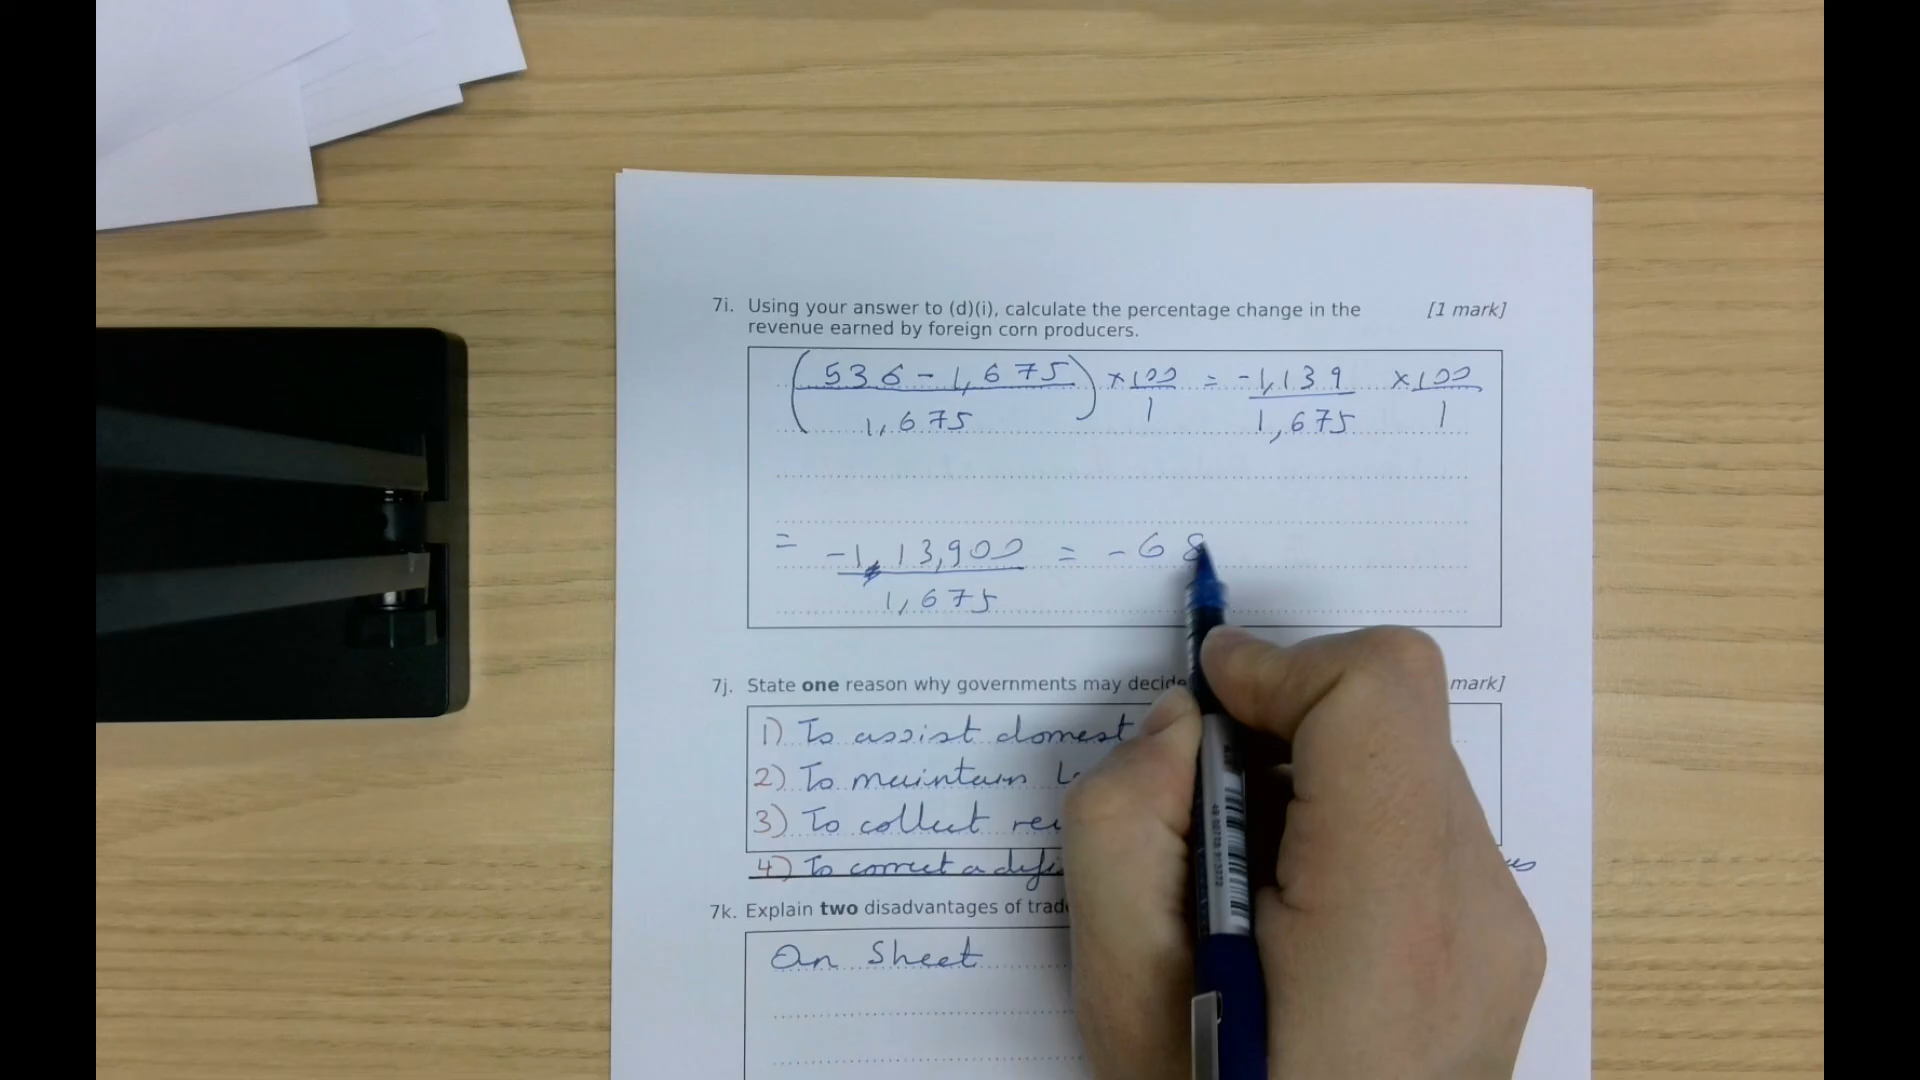 7i. Using your answer to (d)(i), calculate the percentage change in the [1 mark]
revenue earned by foreign corn producers.
(536 - 1,675 / 1,675) × 100/1 = -1,139/1,675 × 100/1
= -1,13,900/1,675 = -68
7j. State one reason why governments may decide mark]
1) To assist domest
2) To maintain
3) To collect
4) To correct a
7k. Explain two disadvantages of trad
On Sheet